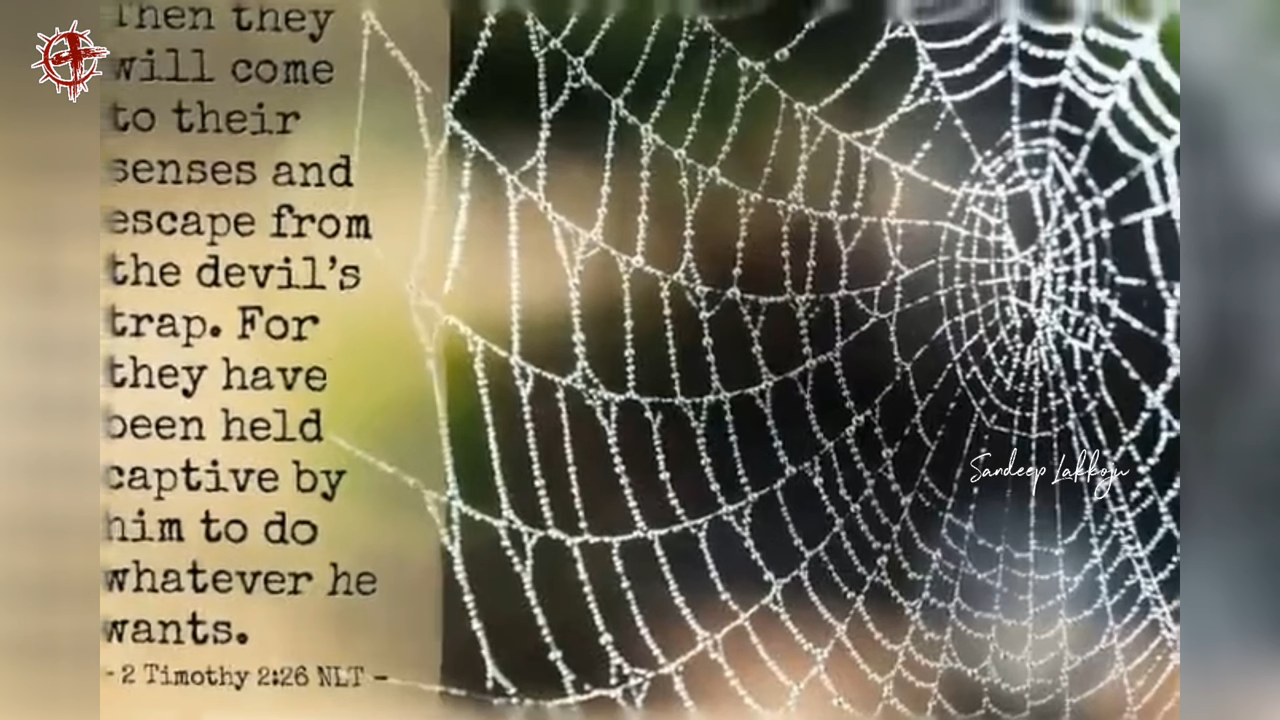 Then they
will come
to their
senses and
escape from
the devil's
trap. For
they have
been held
captive by
him to do
whatever he
wants.
- 2 Timothy 2:26 NLT -
Sandeep Lakkoju